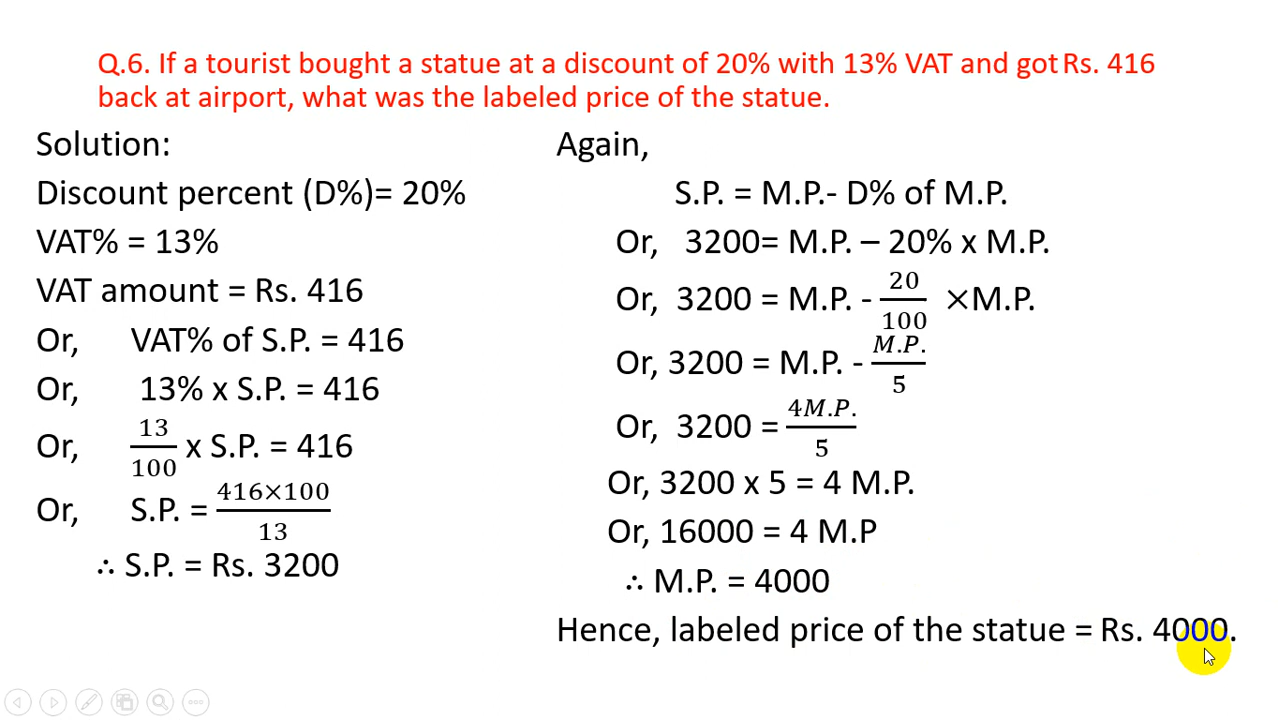 Q.6. If a tourist bought a statue at a discount of 20% with 13% VAT and got Rs. 416
back at airport, what was the labeled price of the statue.
Solution:
Discount percent (D%)= 20%
VAT% = 13%
VAT amount = Rs. 416
Or, VAT% of S.P. = 416
Or, 13% x S.P. = 416
Or, 13/100 x S.P. = 416
Or, S.P. = 416×100/13
∴ S.P. = Rs. 3200
Again,
S.P. = M.P.- D% of M.P.
Or, 3200= M.P. – 20% x M.P.
Or, 3200 = M.P. - 20/100 ×M.P.
Or, 3200 = M.P. - M.P./5
Or, 3200 = 4M.P./5
Or, 3200 x 5 = 4 M.P.
Or, 16000 = 4 M.P
∴ M.P. = 4000
Hence, labeled price of the statue = Rs. 4000.